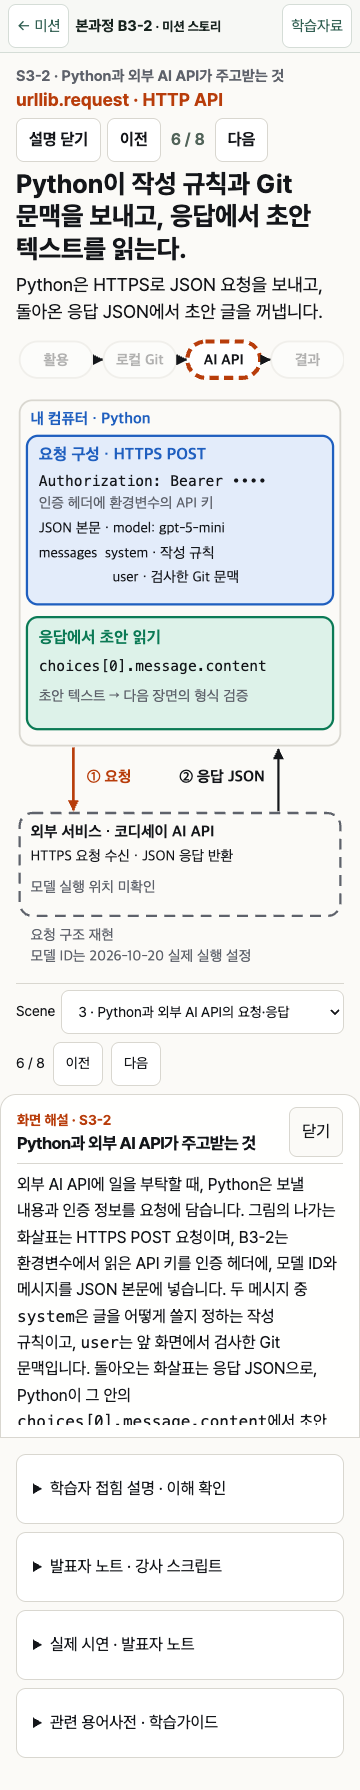 ← 미션
본과정 B3-2 · 미션 스토리
학습자료
S3-2 · Python과 외부 AI API가 주고받는 것
urllib.request · HTTP API
설명 닫기
이전
6 / 8
다음
Python이 작성 규칙과 Git
문맥을 보내고, 응답에서 초안
텍스트를 읽는다.
Python은 HTTPS로 JSON 요청을 보내고,
돌아온 응답 JSON에서 초안 글을 꺼냅니다.
활용
로컬 Git
AI API
결과
내 컴퓨터 · Python
요청 구성 · HTTPS POST
Authorization: Bearer ••••
인증 헤더에 환경변수의 API 키
JSON 본문 · model: gpt-5-mini
messages system · 작성 규칙
user · 검사한 Git 문맥
응답에서 초안 읽기
choices[0].message.content
초안 텍스트 → 다음 장면의 형식 검증
① 요청
② 응답 JSON
외부 서비스 · 코디세이 AI API
HTTPS 요청 수신 · JSON 응답 반환
모델 실행 위치 미확인
요청 구조 재현
모델 ID는 2026-10-20 실제 실행 설정
Scene
3 · Python과 외부 AI API의 요청·응답
6 / 8
이전
다음
화면 해설 · S3-2
Python과 외부 AI API가 주고받는 것
닫기
외부 AI API에 일을 부탁할 때, Python은 보낼
내용과 인증 정보를 요청에 담습니다. 그림의 나가는
화살표는 HTTPS POST 요청이며, B3-2는
환경변수에서 읽은 API 키를 인증 헤더에, 모델 ID와
메시지를 JSON 본문에 넣습니다. 두 메시지 중
system은 글을 어떻게 쓸지 정하는 작성
규칙이고, user는 앞 화면에서 검사한 Git
문맥입니다. 돌아오는 화살표는 응답 JSON으로,
Python이 그 안의
choices[0].message.content에서 초안
▶ 학습자 접힘 설명 · 이해 확인
▶ 발표자 노트 · 강사 스크립트
▶ 실제 시연 · 발표자 노트
▶ 관련 용어사전 · 학습가이드